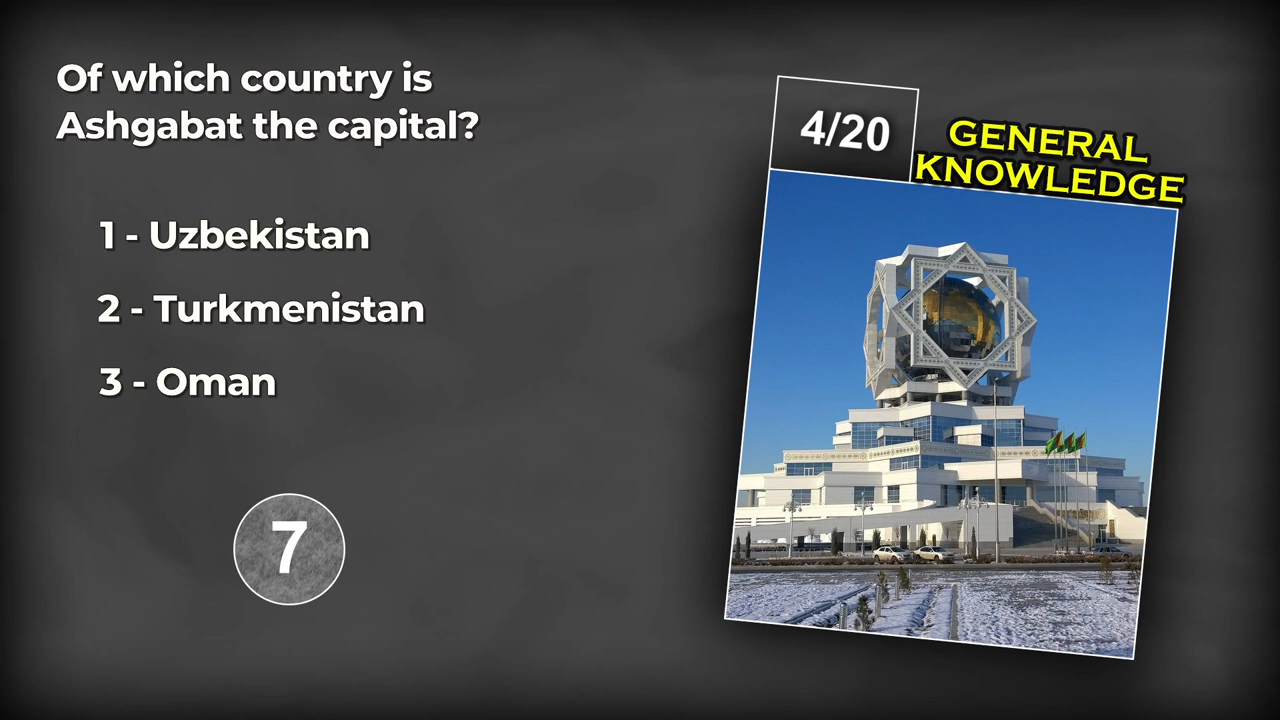 Of which country is
Ashgabat the capital?
1 - Uzbekistan
2 - Turkmenistan
3 - Oman
7
4/20
GENERAL
KNOWLEDGE